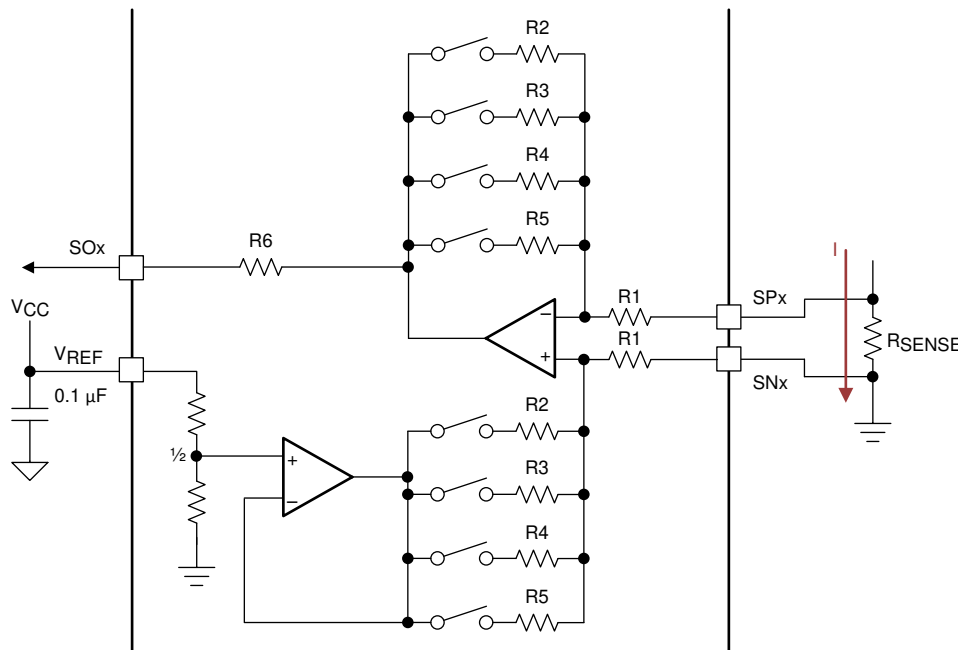 R2
R3
R4
R5
SOx
R6
I
VCC
R1
SPx
−
RSENSE
VREF
R1
+
SNx
0.1 µF
R2
½
+
R3
−
R4
R5